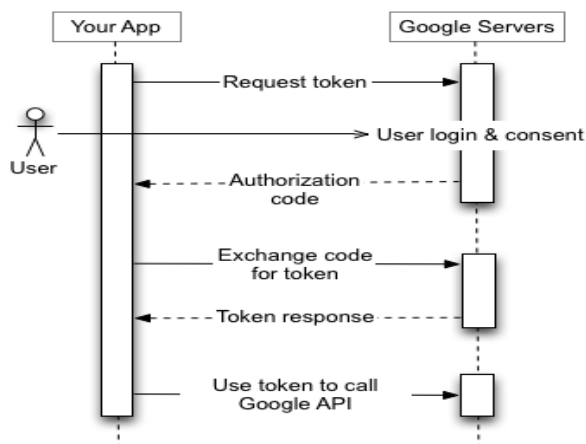 Your App
Google Servers
Request token
User login & consent
User
Authorization
code
Exchange code
for token
Token response
Use token to call
Google API